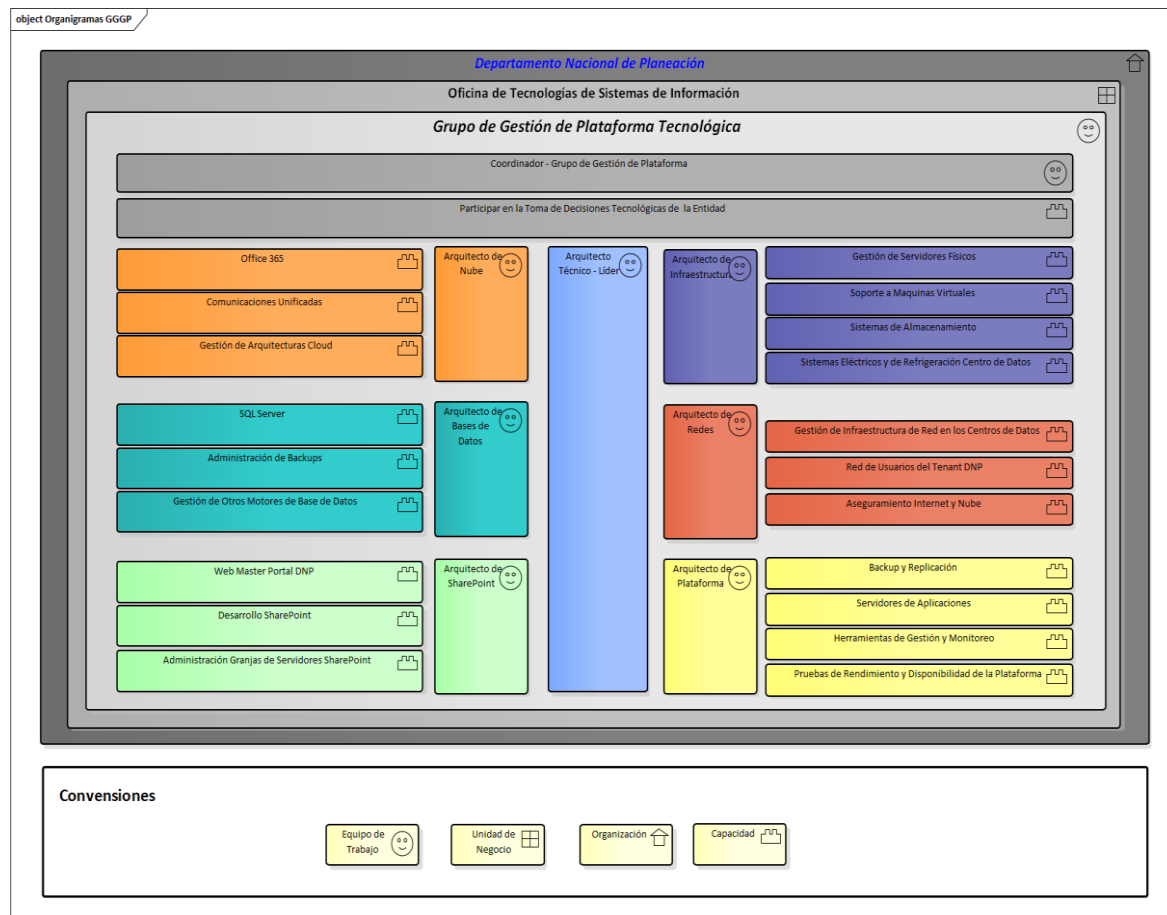 object Organigramas GGGP
Departamento Nacional de Planeación
Oficina de Tecnologías de Sistemas de Información
Grupo de Gestión de Plataforma Tecnológica
Coordinador - Grupo de Gestión de Plataforma
Participar en la Toma de Decisiones Tecnológicas de la Entidad
Office 365
Comunicaciones Unificadas
Gestión de Arquitecturas Cloud
Arquitecto de
Nube
Arquitecto
Técnico - Líder
Arquitecto de
Infraestructura
Gestión de Servidores Físicos
Soporte a Maquinas Virtuales
Sistemas de Almacenamiento
Sistemas Eléctricos y de Refrigeración Centro de Datos
SQL Server
Administración de Backups
Gestión de Otros Motores de Base de Datos
Arquitecto de
Bases de
Datos
Arquitecto de
Redes
Gestión de Infraestructura de Red en los Centros de Datos
Red de Usuarios del Tenant DNP
Aseguramiento Internet y Nube
Web Master Portal DNP
Desarrollo SharePoint
Administración Granjas de Servidores SharePoint
Arquitecto de
SharePoint
Arquitecto de
Plataforma
Backup y Replicación
Servidores de Aplicaciones
Herramientas de Gestión y Monitoreo
Pruebas de Rendimiento y Disponibilidad de la Plataforma
Convensiones
Equipo de
Trabajo
Unidad de
Negocio
Organización
Capacidad